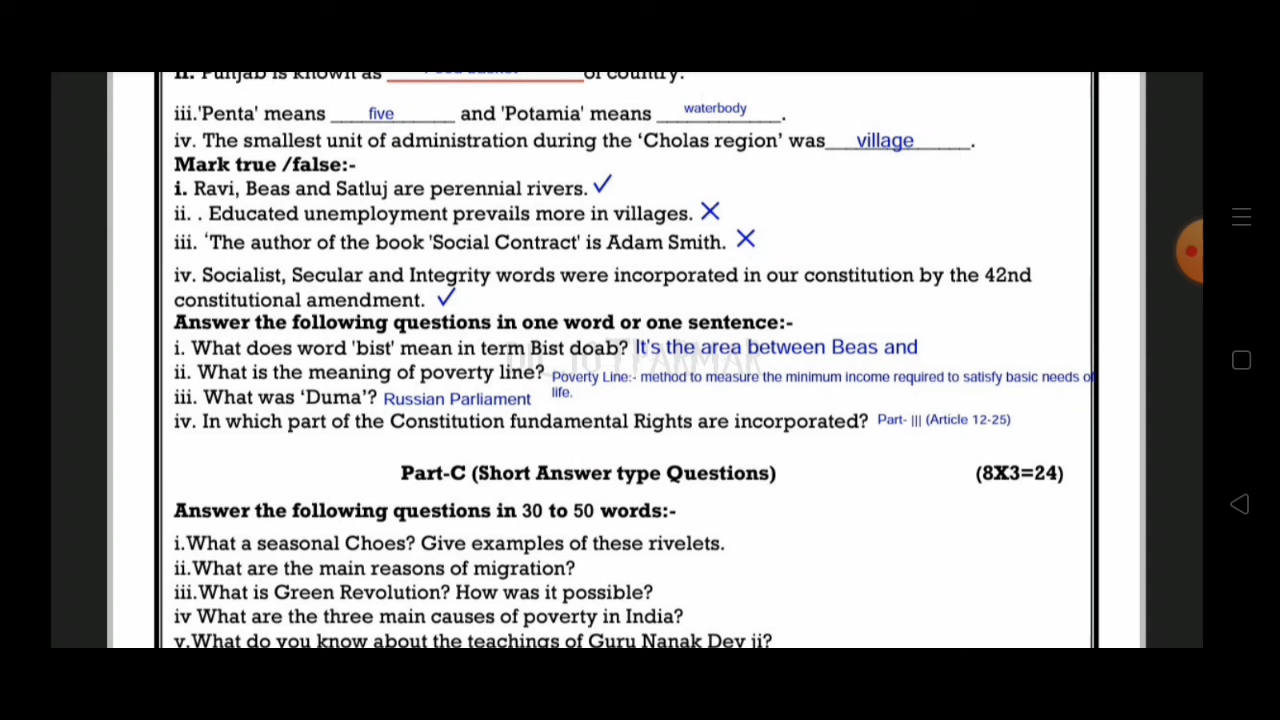 ii. Punjab is known as ____________ of country.
iii.'Penta' means five and 'Potamia' means waterbody.
iv. The smallest unit of administration during the ‘Cholas region’ was village.
Mark true /false:-
i. Ravi, Beas and Satluj are perennial rivers. ✓
ii. . Educated unemployment prevails more in villages. ✗
iii. ‘The author of the book 'Social Contract' is Adam Smith. ✗
iv. Socialist, Secular and Integrity words were incorporated in our constitution by the 42nd
constitutional amendment. ✓
Answer the following questions in one word or one sentence:-
i. What does word 'bist' mean in term Bist doab? It's the area between Beas and
ii. What is the meaning of poverty line? Poverty Line:- method to measure the minimum income required to satisfy basic needs of
life.
iii. What was ‘Duma’? Russian Parliament
iv. In which part of the Constitution fundamental Rights are incorporated? Part- ||| (Article 12-25)
Part-C (Short Answer type Questions) (8X3=24)
Answer the following questions in 30 to 50 words:-
i.What a seasonal Choes? Give examples of these rivelets.
ii.What are the main reasons of migration?
iii.What is Green Revolution? How was it possible?
iv What are the three main causes of poverty in India?
v.What do you know about the teachings of Guru Nanak Dev ji?